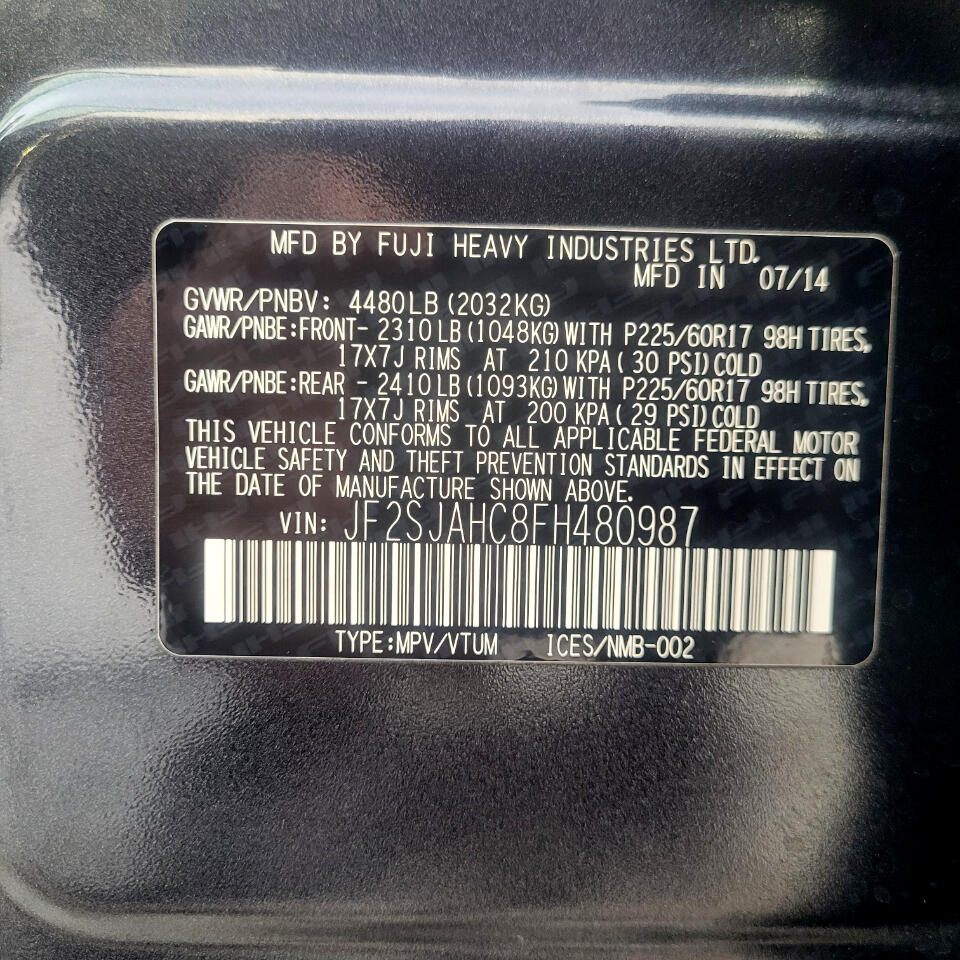 MFD BY FUJI HEAVY INDUSTRIES LTD.
MFD IN 07/14
GVWR/PNBV: 4480LB (2032KG)
GAWR/PNBE:FRONT- 2310 LB (1048KG) WITH P225/60R17 98H TIRES,
17X7J RIMS AT 210 KPA ( 30 PSI) COLD
GAWR/PNBE:REAR - 2410 LB (1093KG) WITH P225/60R17 98H TIRES,
17X7J RIMS AT 200 KPA ( 29 PSI) COLD
THIS VEHICLE CONFORMS TO ALL APPLICABLE FEDERAL MOTOR
VEHICLE SAFETY AND THEFT PREVENTION STANDARDS IN EFFECT ON
THE DATE OF MANUFACTURE SHOWN ABOVE.
VIN: JF2SJAHC8FH480987
TYPE:MPV/VTUM ICES/NMB-002